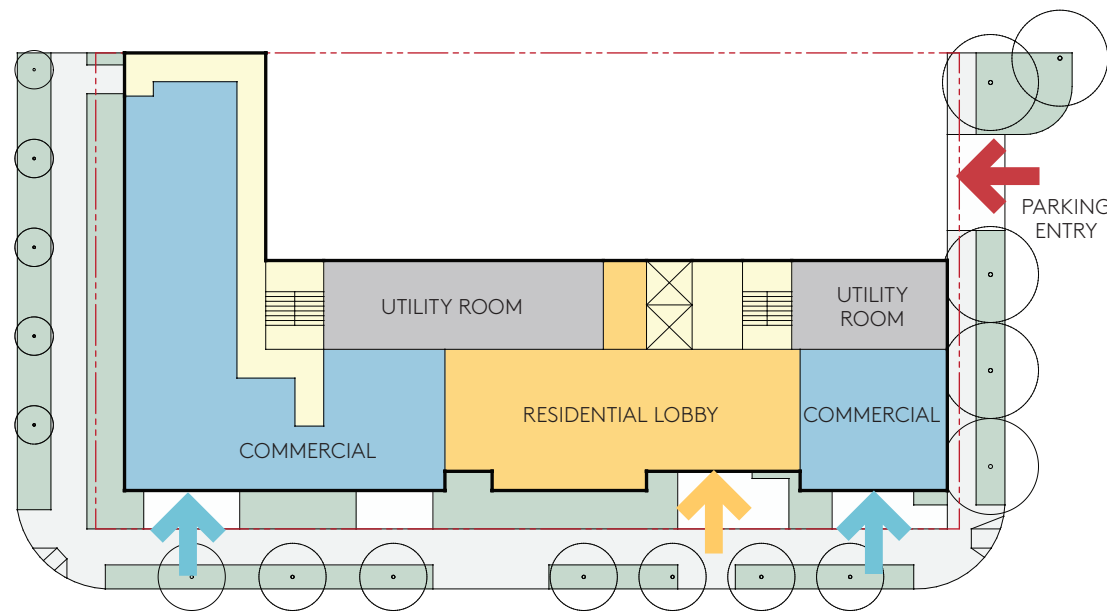 PARKING
ENTRY
UTILITY ROOM
UTILITY
ROOM
RESIDENTIAL LOBBY
COMMERCIAL
COMMERCIAL